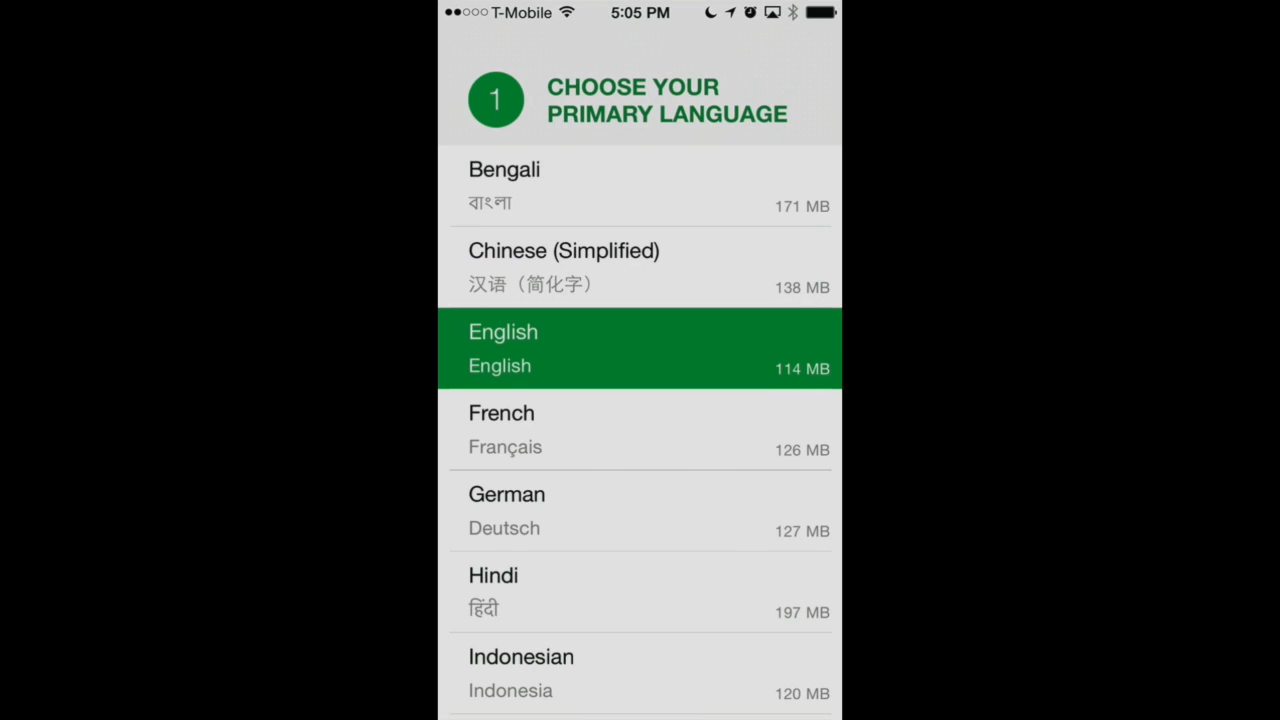 T-Mobile 5:05 PM
1
CHOOSE YOUR
PRIMARY LANGUAGE
Bengali
বাংলা 171 MB
Chinese (Simplified)
汉语（简化字） 138 MB
English
English 114 MB
French
Français 126 MB
German
Deutsch 127 MB
Hindi
हिंदी 197 MB
Indonesian
Indonesia 120 MB